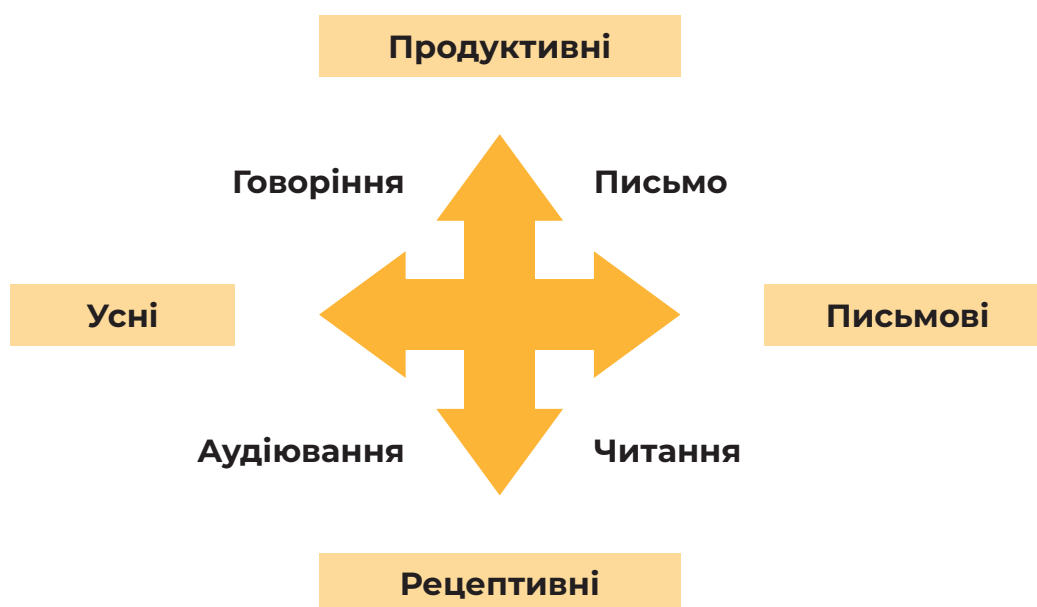 Продуктивні
Говоріння
Письмо
Усні
Письмові
Аудіювання
Читання
Рецептивні